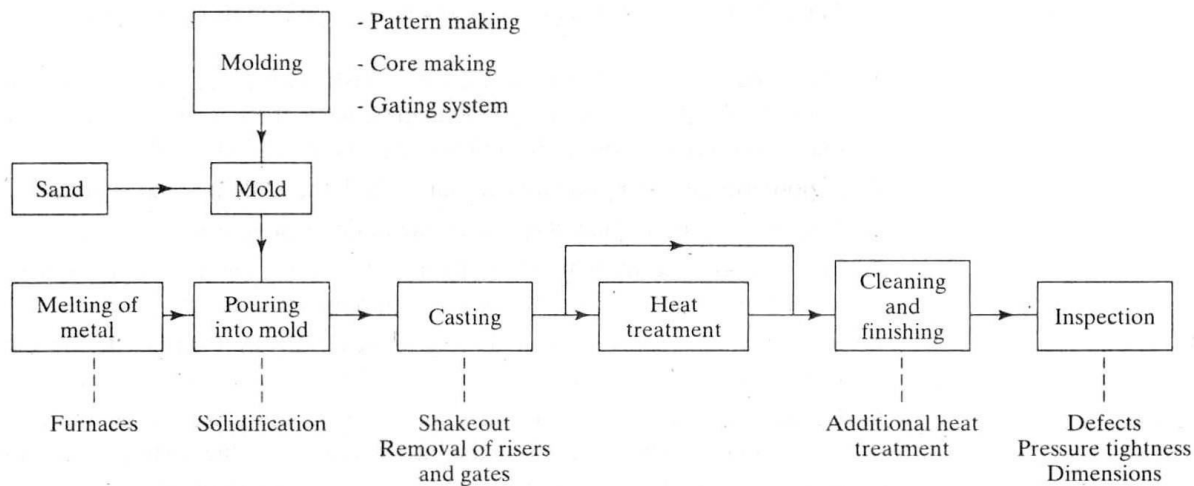 Molding
- Pattern making
- Core making
- Gating system
Sand
Mold
Melting of
metal
Pouring
into mold
Casting
Heat
treatment
Cleaning
and
finishing
Inspection
Furnaces
Solidification
Shakeout
Removal of risers
and gates
Additional heat
treatment
Defects
Pressure tightness
Dimensions